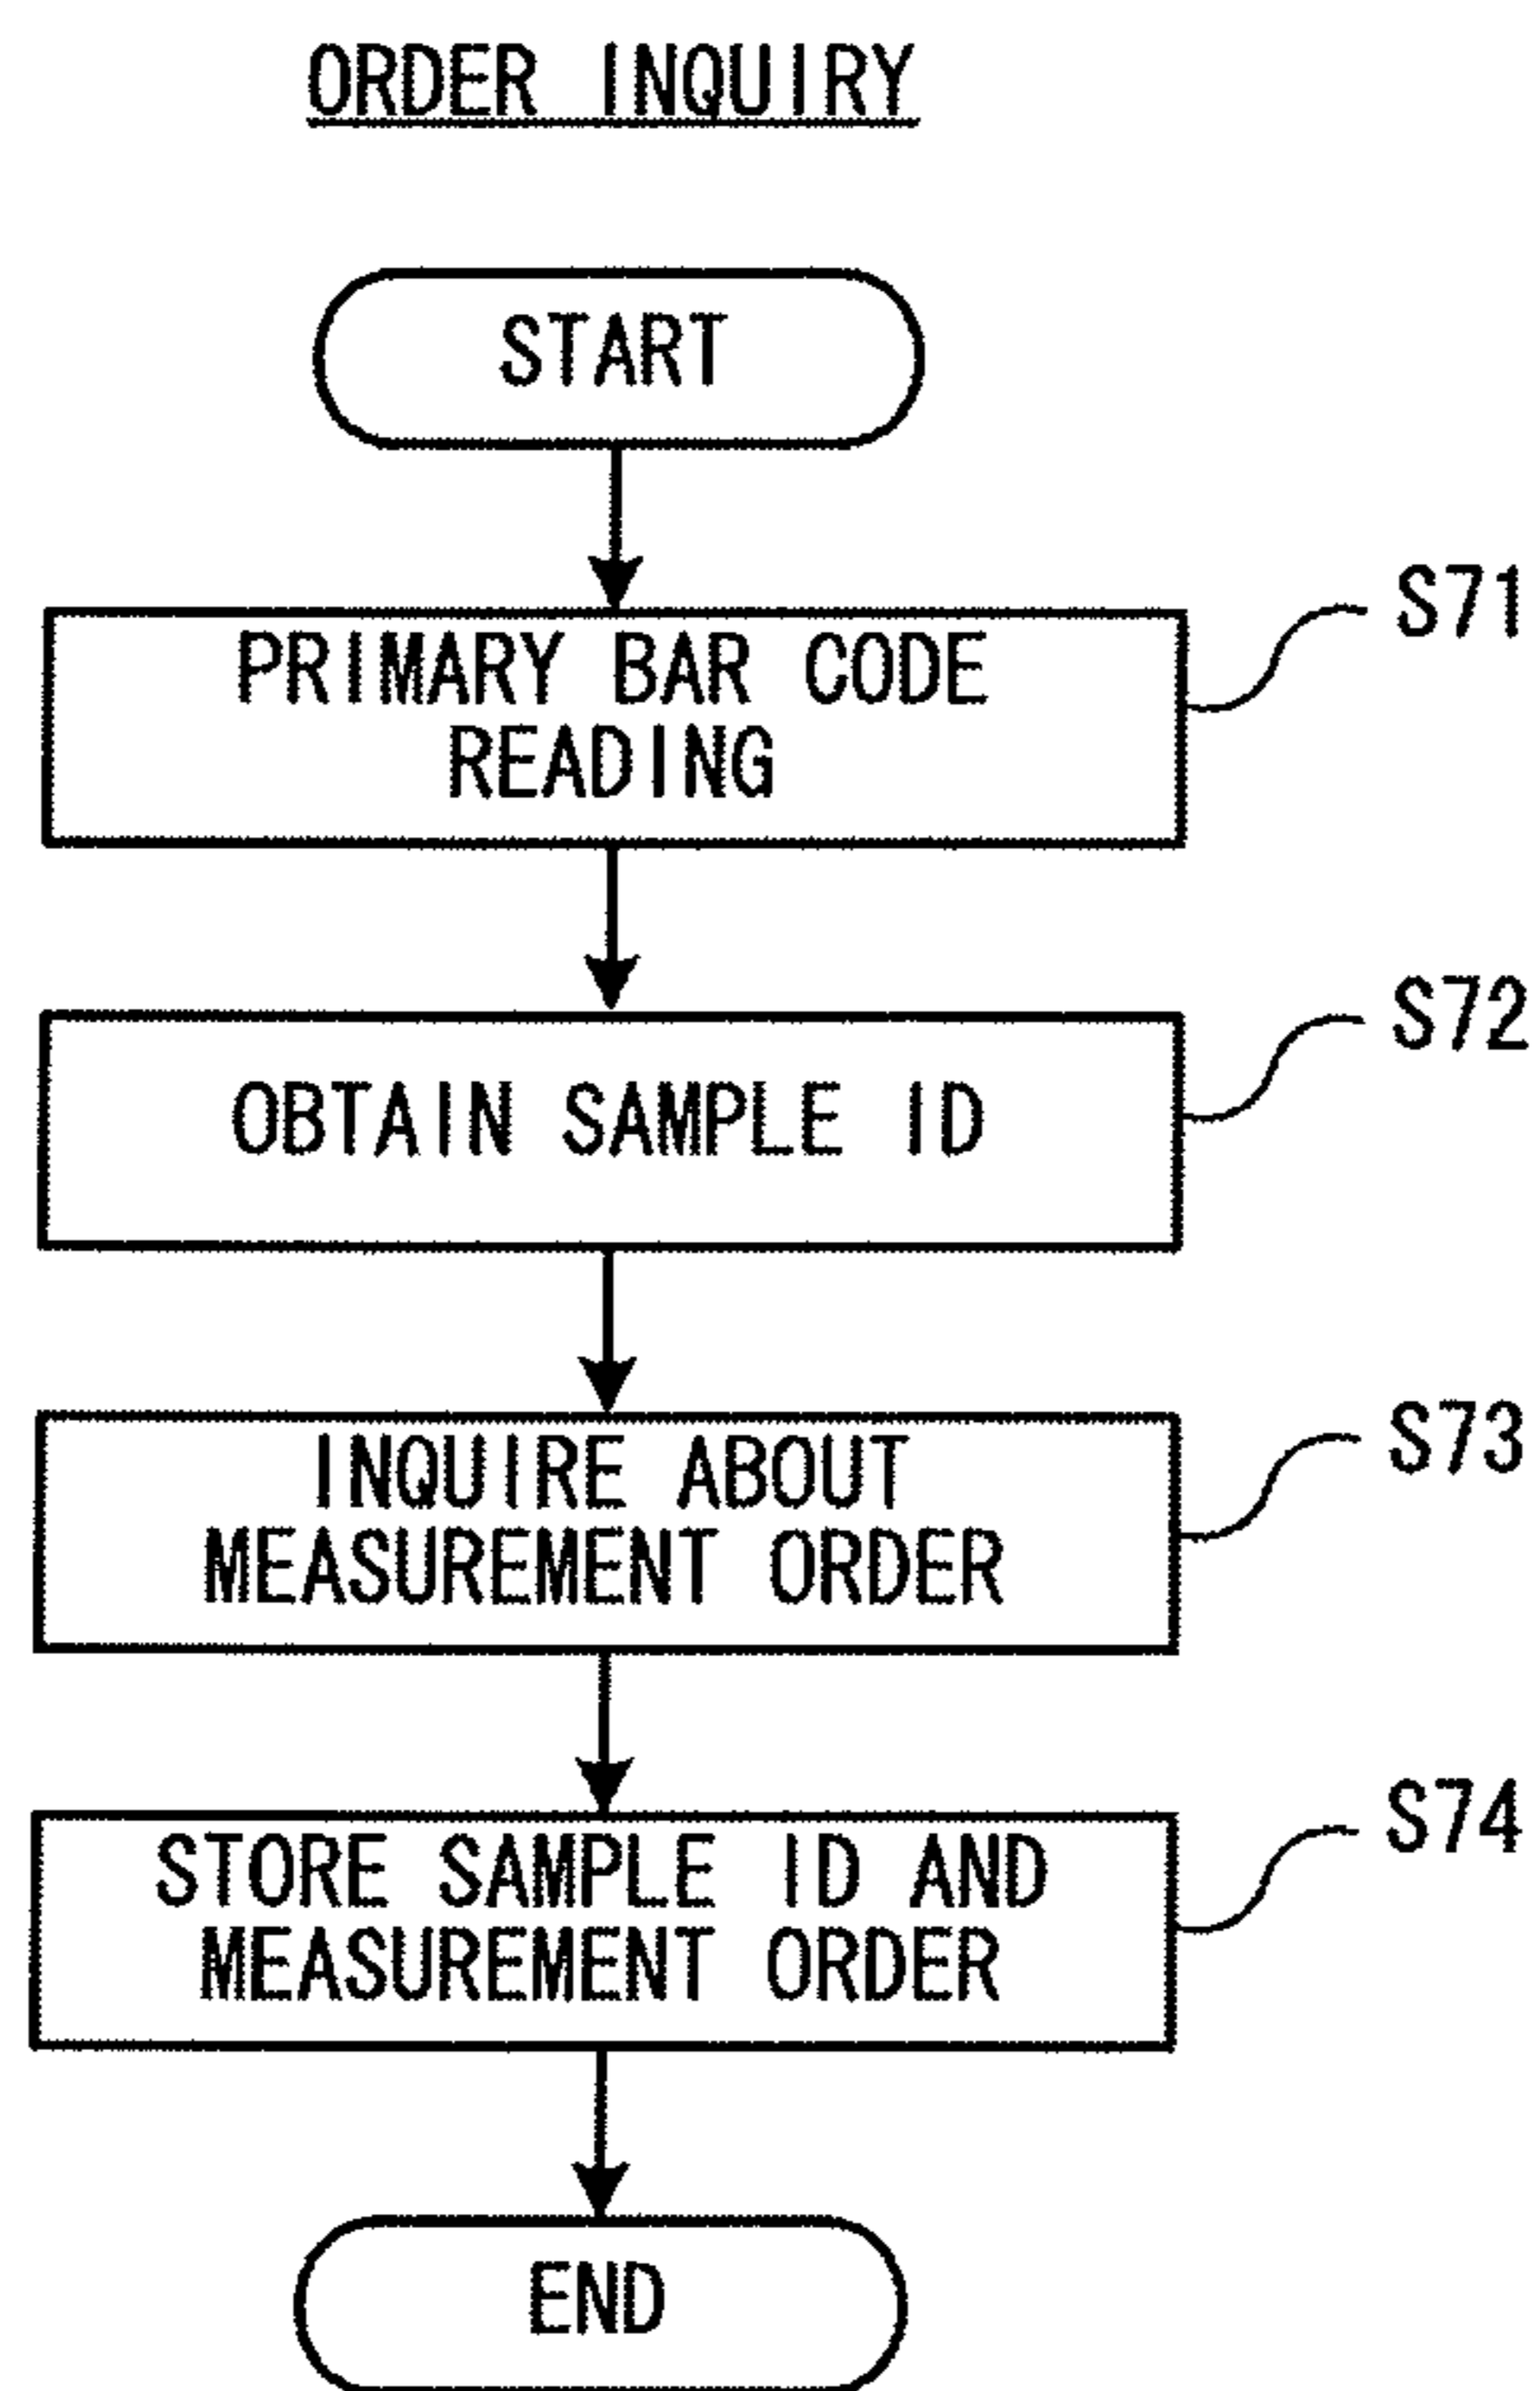 ORDER INQUIRY
START
PRIMARY BAR CODE
READING
S71
OBTAIN SAMPLE ID
S72
INQUIRE ABOUT
MEASUREMENT ORDER
S73
STORE SAMPLE ID AND
MEASUREMENT ORDER
S74
END